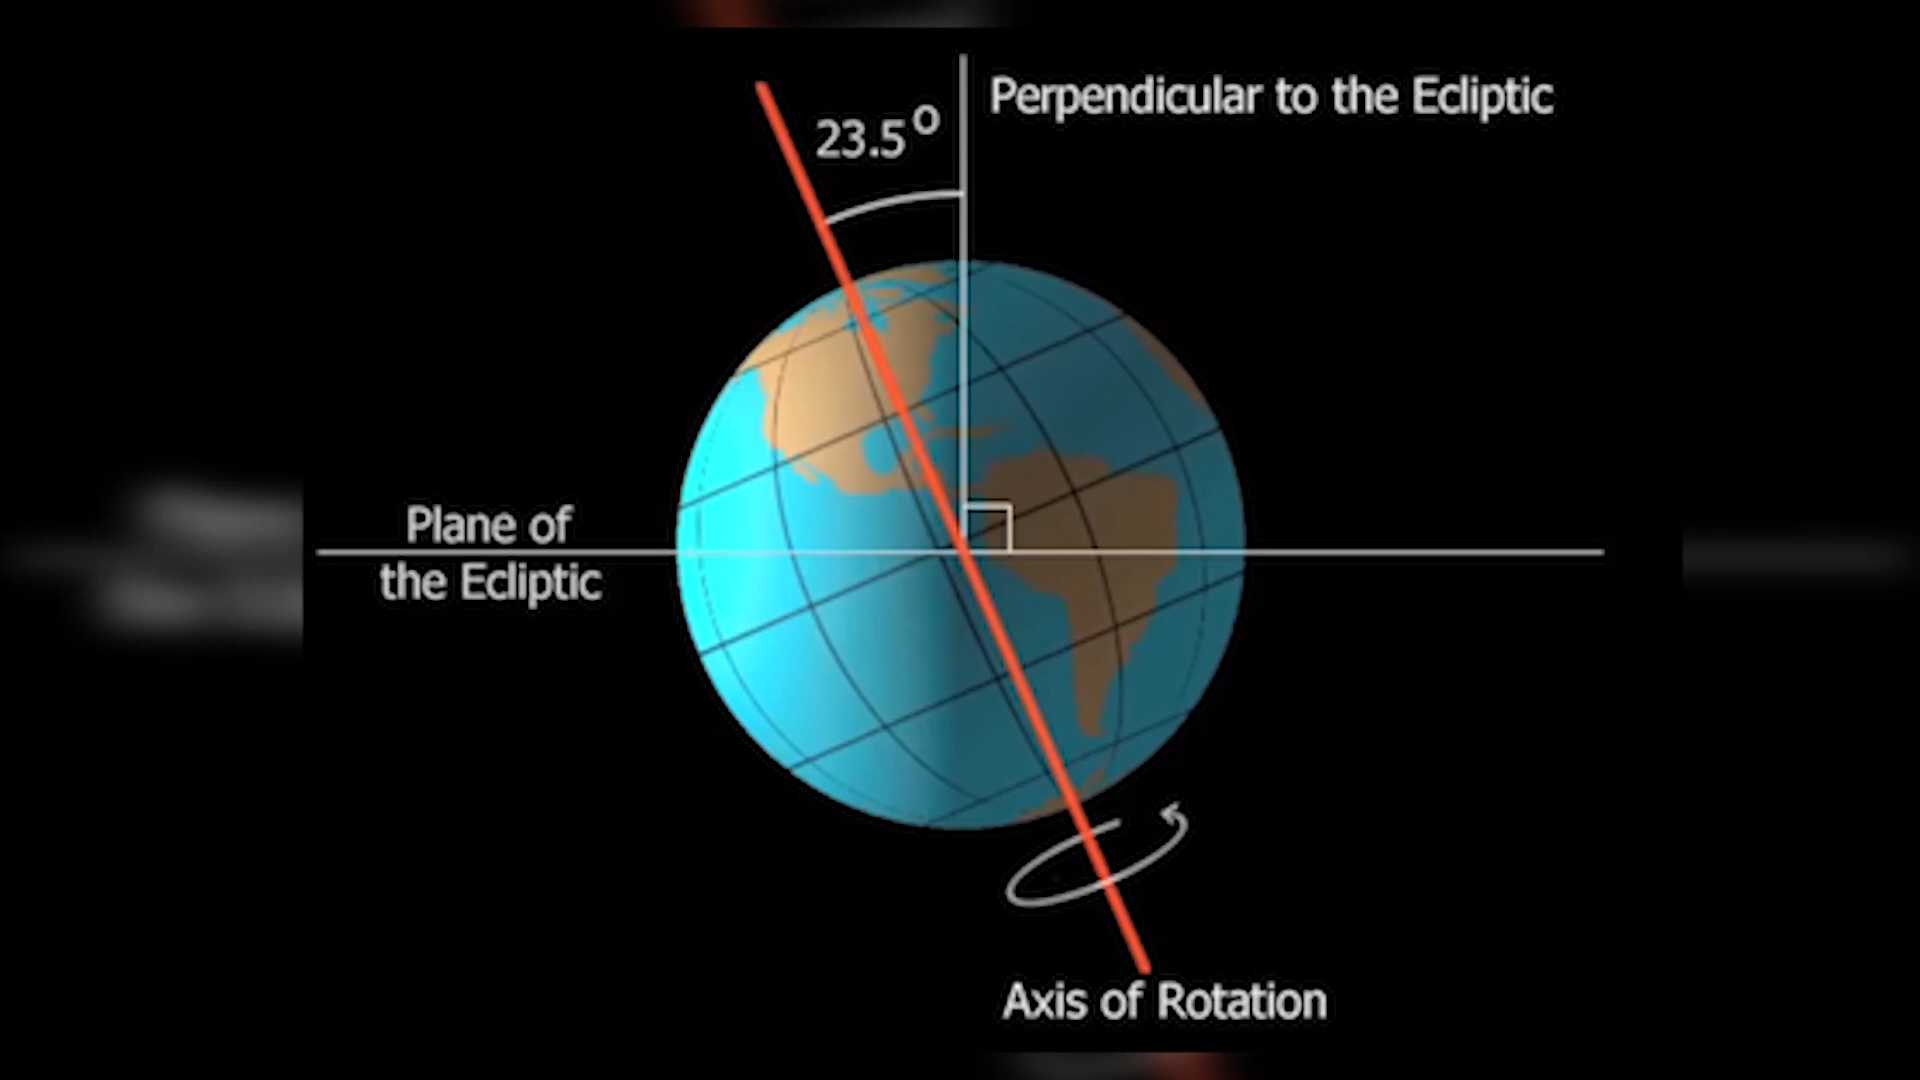 Perpendicular to the Ecliptic
23.5°
Plane of
the Ecliptic
Axis of Rotation